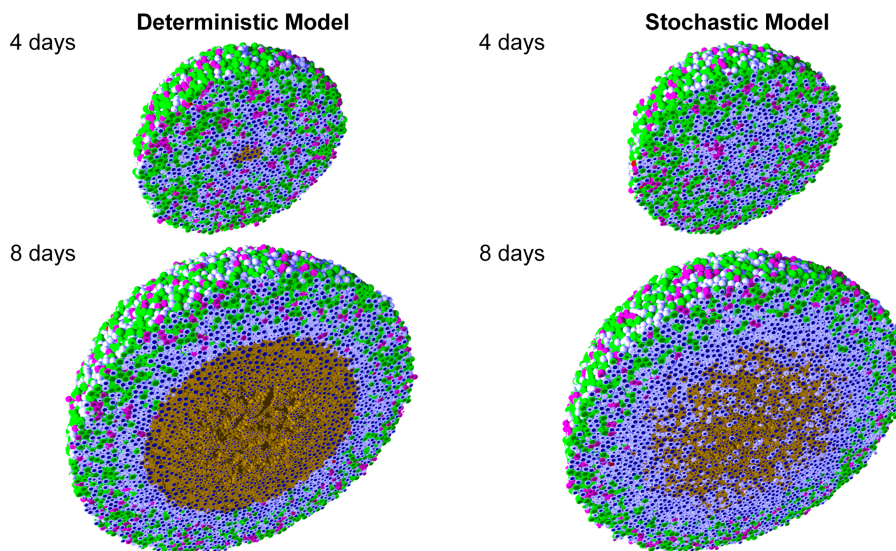 Deterministic Model
Stochastic Model
4 days
4 days
8 days
8 days